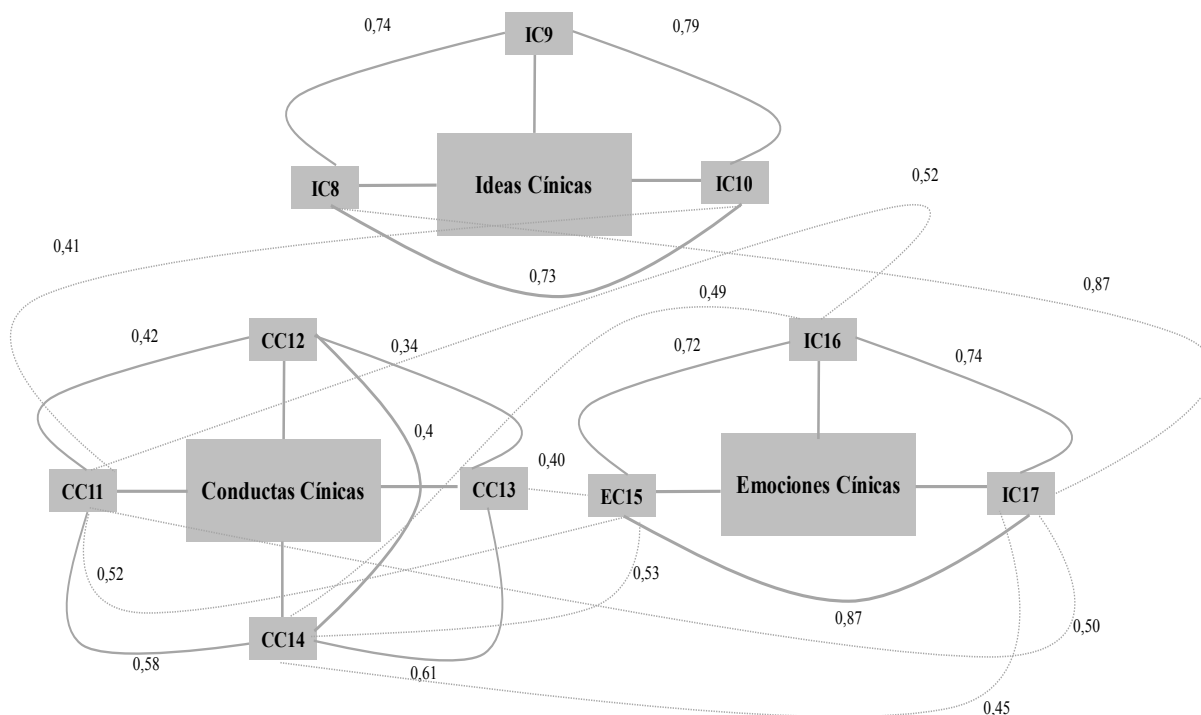 0,74
IC9
0,79
IC8
Ideas Cínicas
IC10
0,52
0,41
0,73
0,49
0,87
CC12
IC16
0,42
0,34
0,72
0,74
0,4
0,40
CC11
Conductas Cínicas
CC13
EC15
Emociones Cínicas
IC17
0,52
0,53
0,87
0,50
CC14
0,58
0,61
0,45